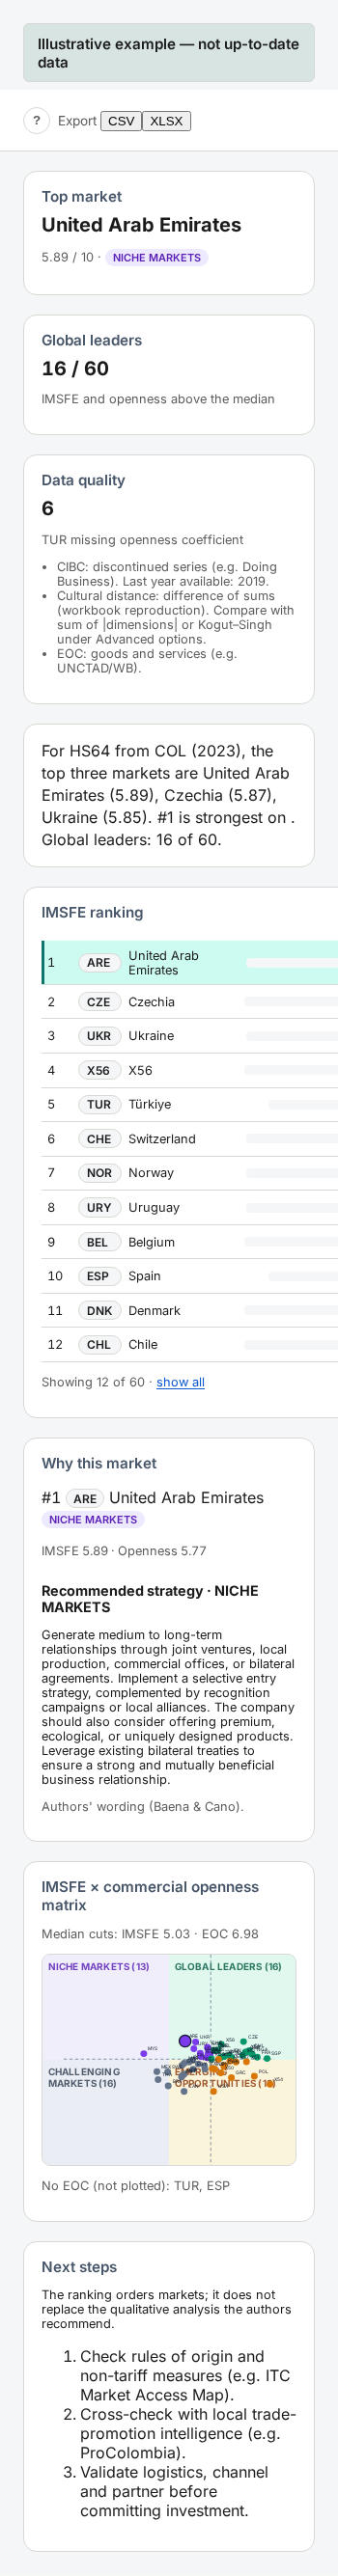 Illustrative example — not up-to-date
data
?
Export
CSV
XLSX
Top market
United Arab Emirates
5.89 / 10 · NICHE MARKETS
Global leaders
16 / 60
IMSFE and openness above the median
Data quality
6
TUR missing openness coefficient
• CIBC: discontinued series (e.g. Doing
Business). Last year available: 2019.
• Cultural distance: difference of sums
(workbook reproduction). Compare with
sum of |dimensions| or Kogut–Singh
under Advanced options.
• EOC: goods and services (e.g.
UNCTAD/WB).
For HS64 from COL (2023), the
top three markets are United Arab
Emirates (5.89), Czechia (5.87),
Ukraine (5.85). #1 is strongest on .
Global leaders: 16 of 60.
IMSFE ranking
1 ARE United Arab
Emirates
2 CZE Czechia
3 UKR Ukraine
4 X56 X56
5 TUR Türkiye
6 CHE Switzerland
7 NOR Norway
8 URY Uruguay
9 BEL Belgium
10 ESP Spain
11 DNK Denmark
12 CHL Chile
Showing 12 of 60 · show all
Why this market
#1 ARE United Arab Emirates
NICHE MARKETS
IMSFE 5.89 · Openness 5.77
Recommended strategy · NICHE
MARKETS
Generate medium to long-term
relationships through joint ventures, local
production, commercial offices, or bilateral
agreements. Implement a selective entry
strategy, complemented by recognition
campaigns or local alliances. The company
should also consider offering premium,
ecological, or uniquely designed products.
Leverage existing bilateral treaties to
ensure a strong and mutually beneficial
business relationship.
Authors' wording (Baena & Cano).
IMSFE × commercial openness
matrix
Median cuts: IMSFE 5.03 · EOC 6.98
NICHE MARKETS (13)
GLOBAL LEADERS (16)
CHALLENGING
MARKETS (16)
EMERGING
OPPORTUNITIES (13)
No EOC (not plotted): TUR, ESP
Next steps
The ranking orders markets; it does not
replace the qualitative analysis the authors
recommend.
1. Check rules of origin and
non-tariff measures (e.g. ITC
Market Access Map).
2. Cross-check with local trade-
promotion intelligence (e.g.
ProColombia).
3. Validate logistics, channel
and partner before
committing investment.